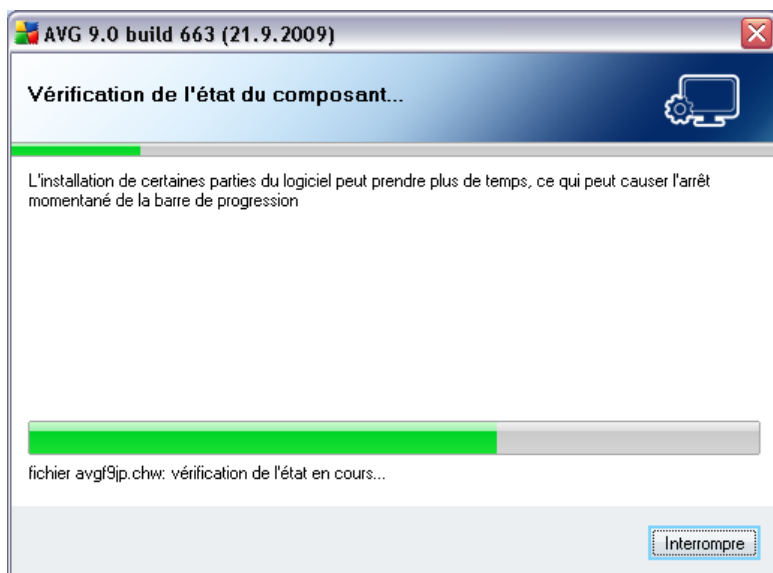 AVG 9.0 build 663 (21.9.2009)
Vérification de l'état du composant...
L'installation de certaines parties du logiciel peut prendre plus de temps, ce qui peut causer l'arrêt
momentané de la barre de progression
fichier avgf9jp.chw: vérification de l'état en cours...
Interrompre